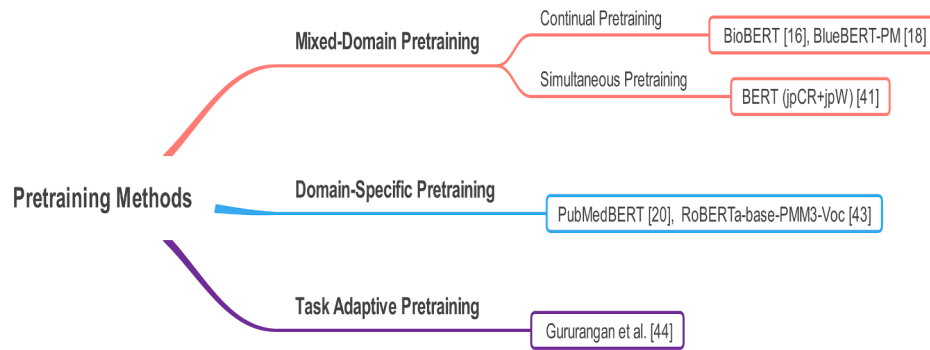 Continual Pretraining
BioBERT [16], BlueBERT-PM [18]
Mixed-Domain Pretraining
Simultaneous Pretraining
BERT (jpCR+jpW) [41]
Pretraining Methods
Domain-Specific Pretraining
PubMedBERT [20], RoBERTa-base-PMM3-Voc [43]
Task Adaptive Pretraining
Gururangan et al. [44]